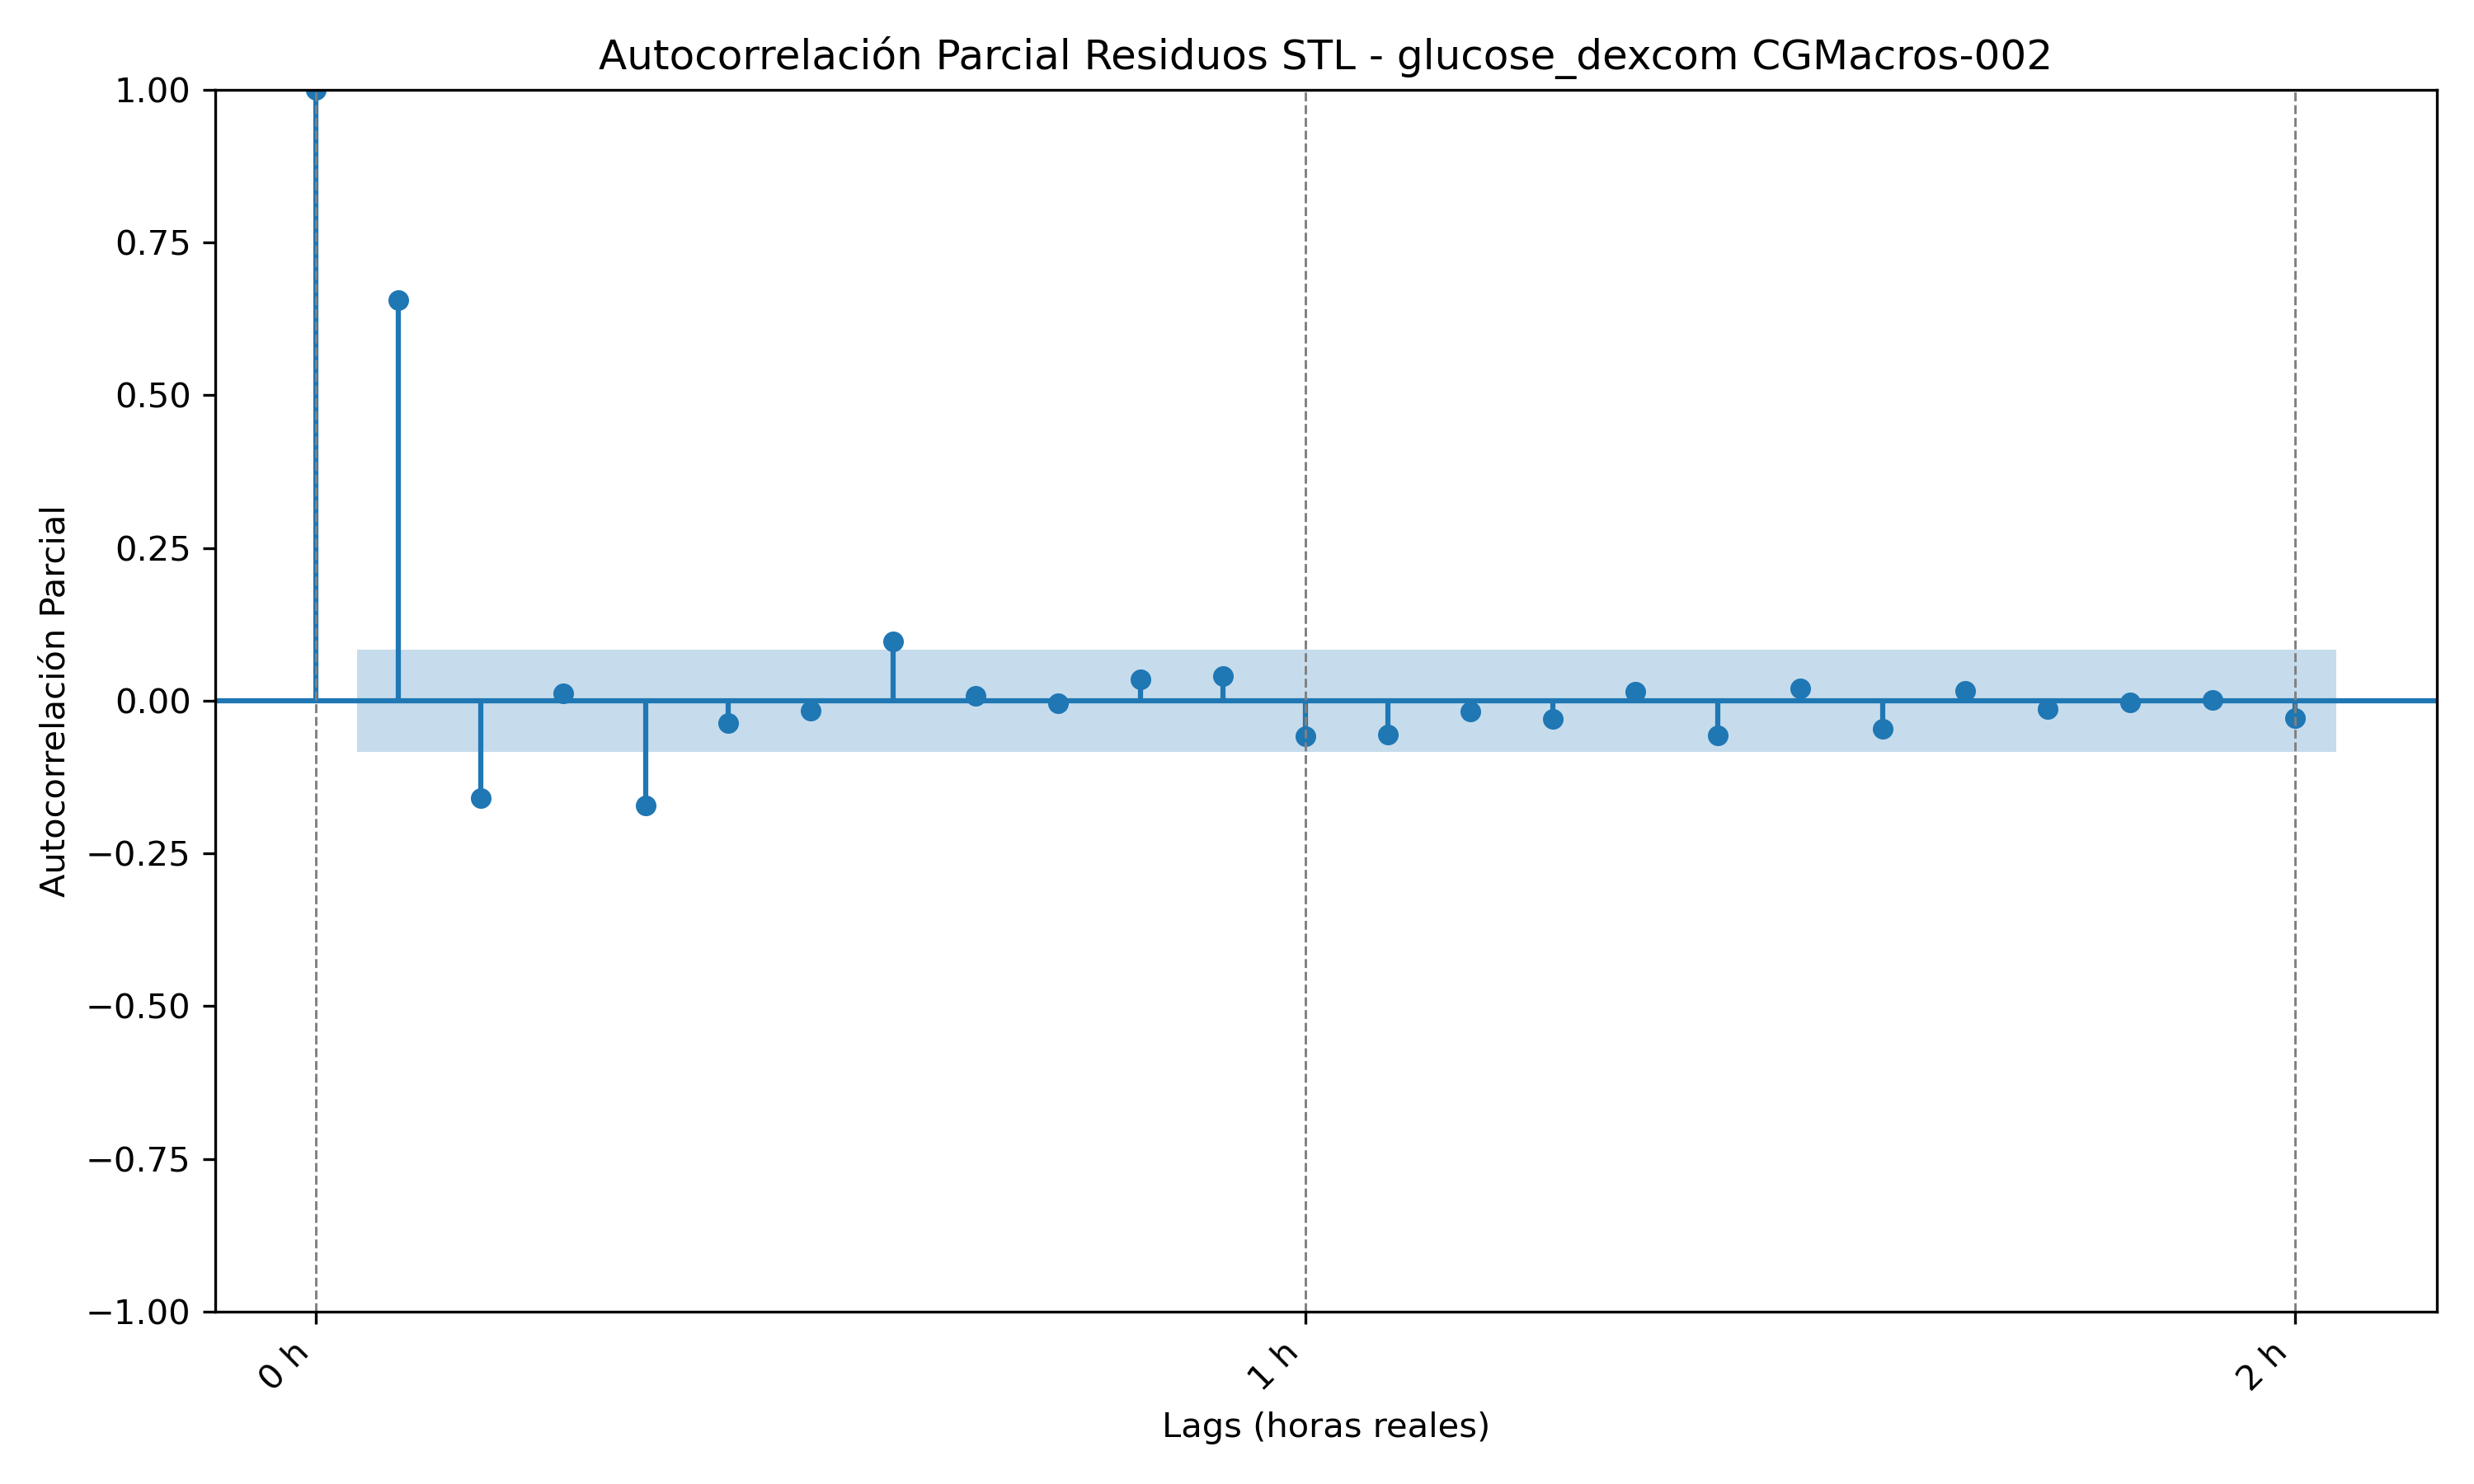 Autocorrelación Parcial Residuos STL - glucose_dexcom CGMacros-002
Autocorrelación Parcial
1.00
0.75
0.50
0.25
0.00
−0.25
−0.50
−0.75
−1.00
0 h
1 h
2 h
Lags (horas reales)